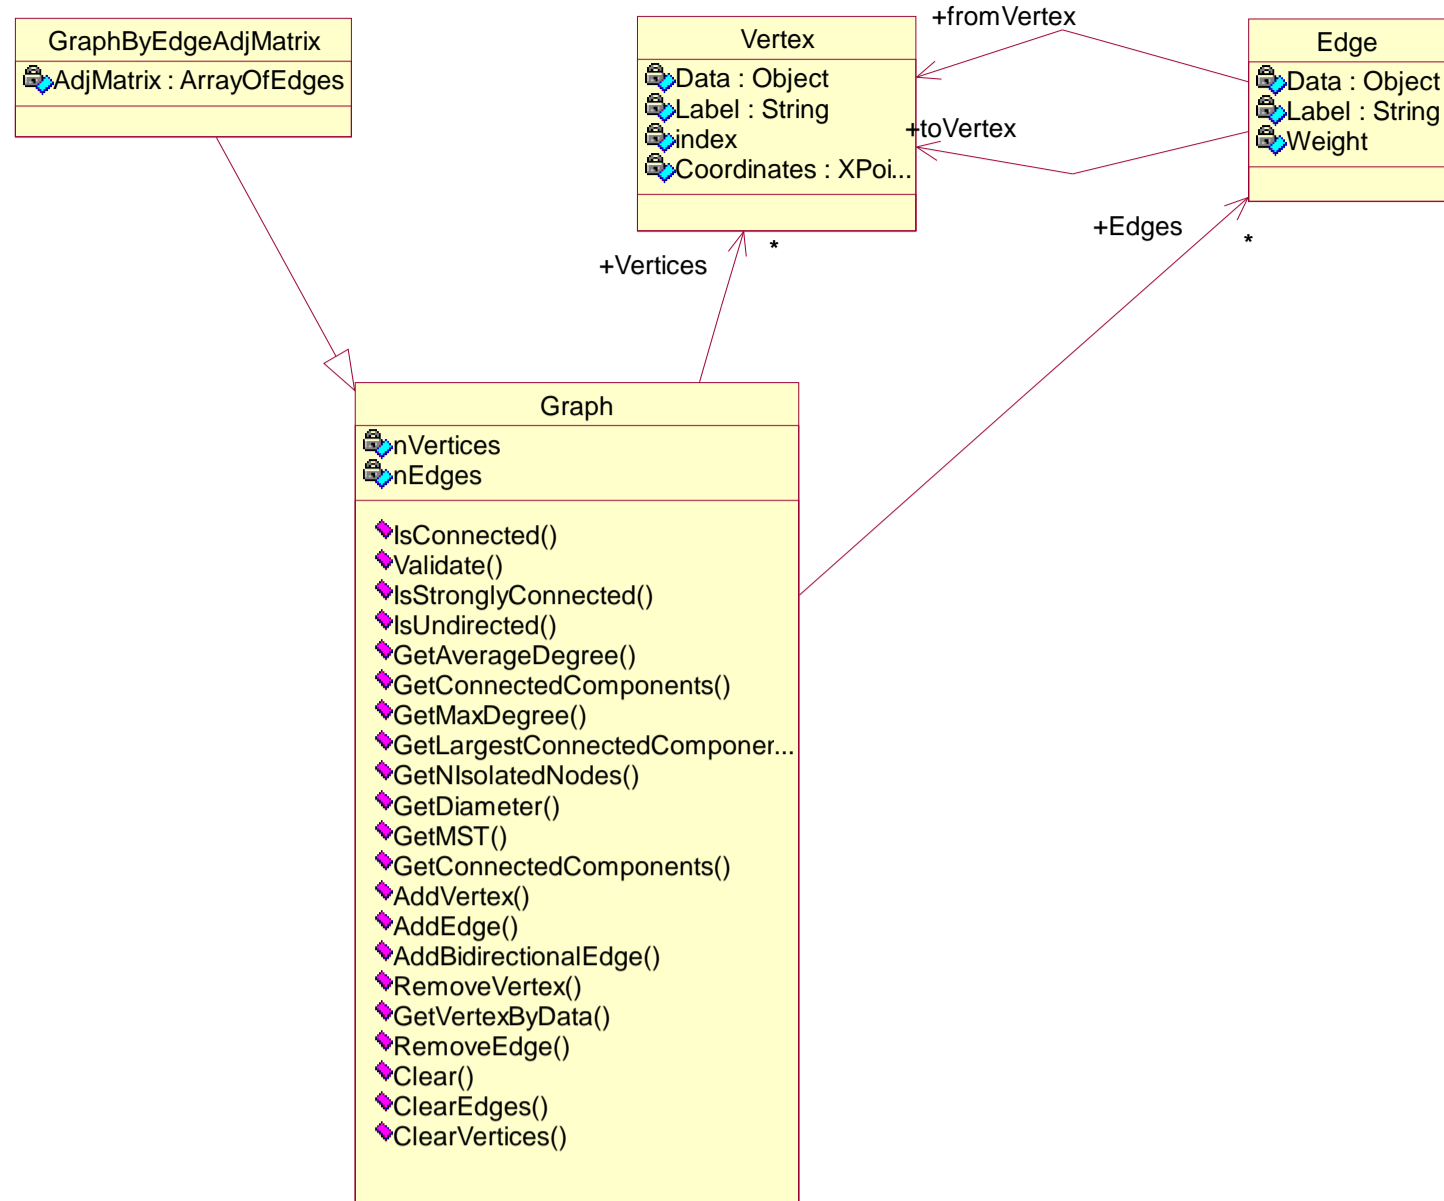 GraphByEdgeAdjMatrix
AdjMatrix : ArrayOfEdges
Vertex
Data : Object
Label : String
index
Coordinates : XPoi...
+fromVertex
+toVertex
Edge
Data : Object
Label : String
Weight
+Vertices
*
+Edges
*
Graph
nVertices
nEdges
IsConnected()
Validate()
IsStronglyConnected()
IsUndirected()
GetAverageDegree()
GetConnectedComponents()
GetMaxDegree()
GetLargestConnectedComponer...
GetNIsolatedNodes()
GetDiameter()
GetMST()
GetConnectedComponents()
AddVertex()
AddEdge()
AddBidirectionalEdge()
RemoveVertex()
GetVertexByData()
RemoveEdge()
Clear()
ClearEdges()
ClearVertices()